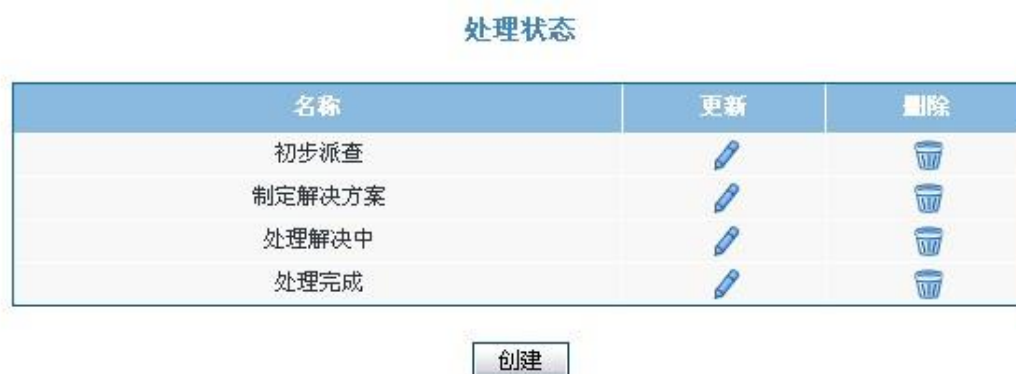 处理状态
名称 更新 删除
初步派查
制定解决方案
处理解决中
处理完成
创建